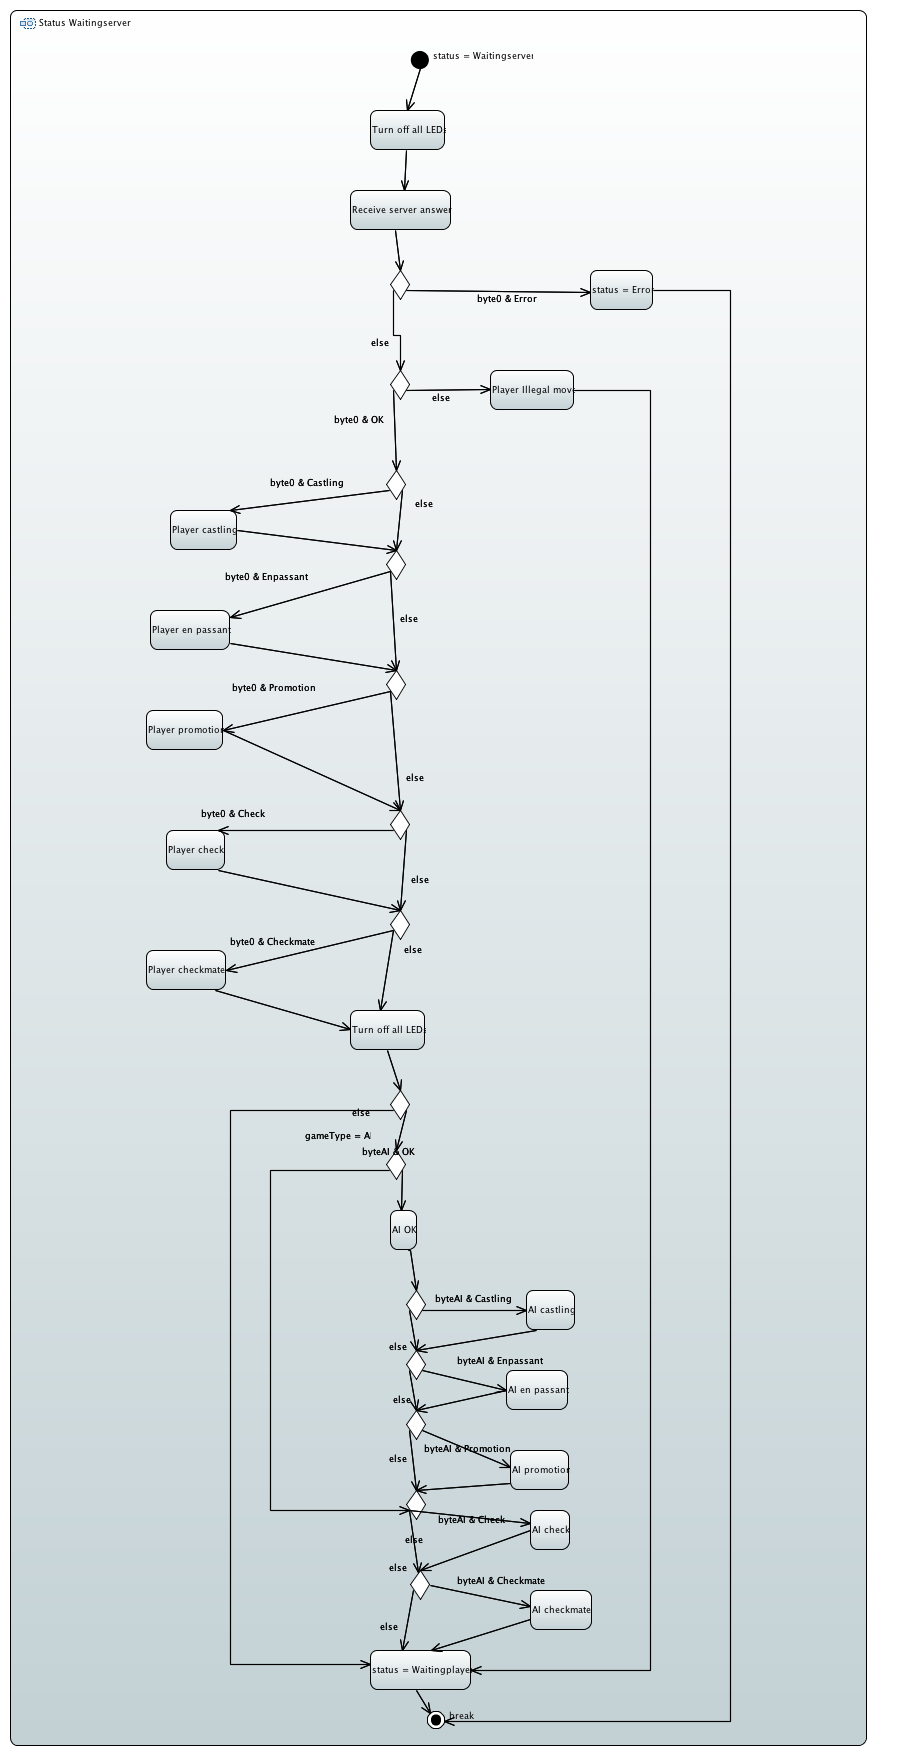 Status Waitingserver
status = Waitingserver
Turn off all LEDs
Receive server answer
byte0 & Error
status = Error
else
Player Illegal move
else
byte0 & OK
byte0 & Castling
else
Player castling
byte0 & Enpassant
else
Player en passant
byte0 & Promotion
Player promotion
else
byte0 & Check
Player check
else
byte0 & Checkmate
else
Player checkmate
Turn off all LEDs
else
gameType = AI
byteAI & OK
AI OK
byteAI & Castling
AI castling
else
byteAI & Enpassant
AI en passant
else
byteAI & Promotion
else
AI promotion
byteAI & Check
AI check
else
else
byteAI & Checkmate
AI checkmate
else
status = Waitingplayer
break